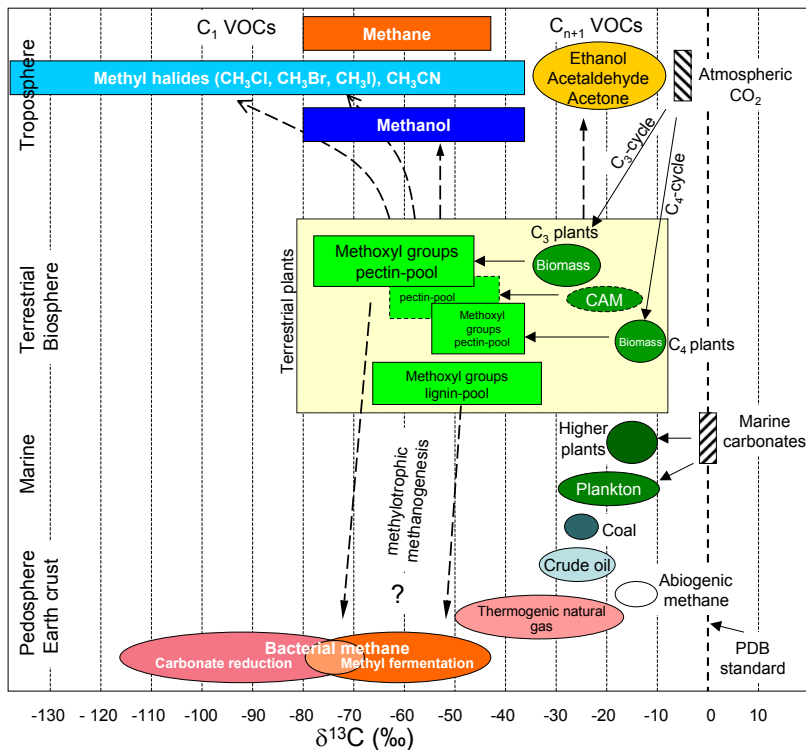 C₁ VOCs
Cₙ₊₁ VOCs
Methane
Ethanol
Acetaldehyde
Acetone
Atmospheric
CO₂
Methyl halides (CH₃Cl, CH₃Br, CH₃I), CH₃CN
Methanol
Troposphere
C₃-cycle
C₄-cycle
Terrestrial
Biosphere
Terrestrial plants
C₃ plants
Methoxyl groups
pectin-pool
Biomass
pectin-pool
CAM
Methoxyl
groups
pectin-pool
Biomass
C₄ plants
Methoxyl groups
lignin-pool
Marine
Higher
plants
Marine
carbonates
Plankton
methylotrophic
methanogenesis
?
Coal
Crude oil
Pedosphere
Earth crust
Abiogenic
methane
Thermogenic natural
gas
Bacterial methane
Carbonate reduction
Methyl fermentation
PDB
standard
-130 - 120 -110 -100 -90 -80 -70 -60 -50 -40 -30 -20 -10 0 10
δ¹³C (‰)